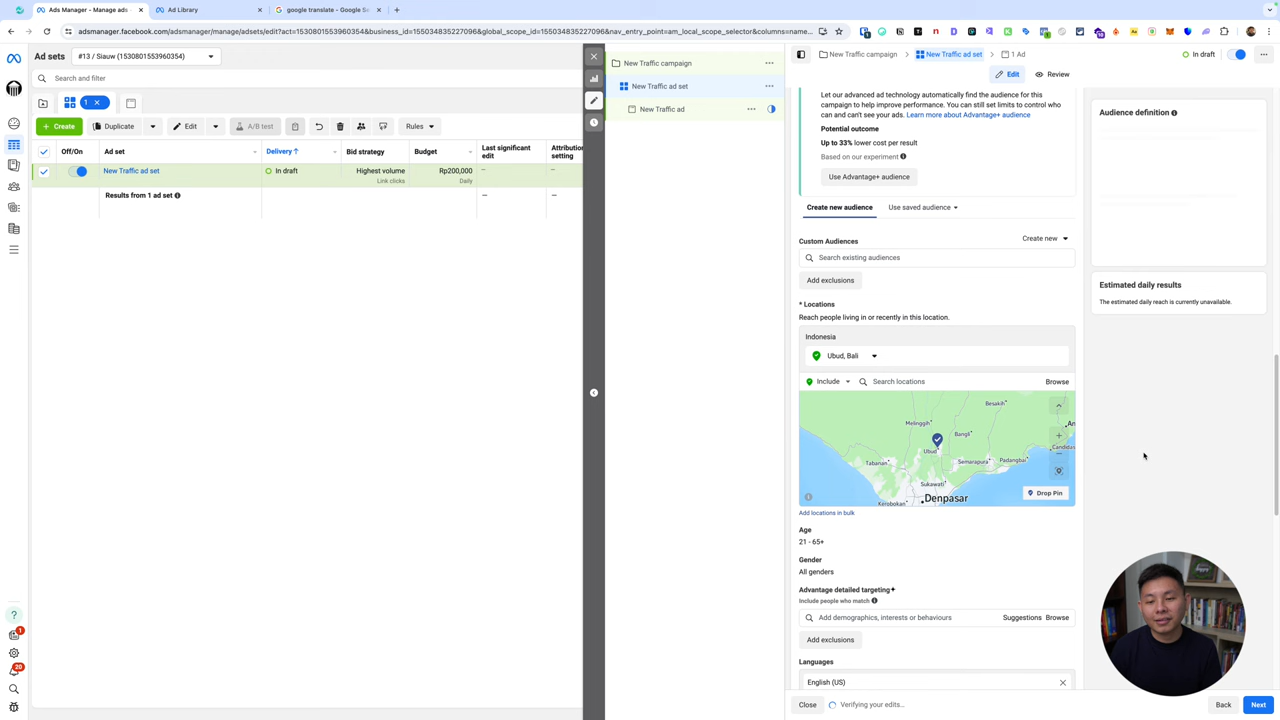 Ads Manager - Manage ad s
Ad Library
google translate - Google Se
adsmanager.facebook.com/adsmanager/manage/adsets/edit?act=1530801553960354&business_id=155034835227096&global_scope_id=155034835227096&nav_entry_point=am_local_scope_selector&columns=name...
Ad sets
#13 / Siauw (1530801553960354)
Search and filter
1
Create
Duplicate
Edit
A/B test
Rules
Off/On
Ad set
Delivery
Bid strategy
Budget
Last significant edit
Attribution setting
New Traffic ad set
In draft
Highest volume
Link clicks
Rp200,000
Daily
—
—
Results from 1 ad set
—
—
1
20
New Traffic campaign
New Traffic ad set
New Traffic ad
New Traffic campaign
New Traffic ad set
1 Ad
In draft
Edit
Review
Let our advanced ad technology automatically find the audience for this
campaign to help improve performance. You can still set limits to control who
can and can't see your ads. Learn more about Advantage+ audience
Potential outcome
Up to 33% lower cost per result
Based on our experiment
Use Advantage+ audience
Create new audience
Use saved audience
Custom Audiences
Create new
Search existing audiences
Add exclusions
* Locations
Reach people living in or recently in this location.
Indonesia
Ubud, Bali
Include
Search locations
Browse
Besakih
Melinggih
Bangli
Ubud
Candidas
Tabanan
Semarapura
Padangbai
Sukawati
Kerobokan
Denpasar
Drop Pin
Add locations in bulk
Age
21 - 65+
Gender
All genders
Advantage detailed targeting+
Include people who match
Add demographics, interests or behaviours
Suggestions
Browse
Add exclusions
Languages
English (US)
Close
Verifying your edits...
Back
Next
Audience definition
Estimated daily results
The estimated daily reach is currently unavailable.